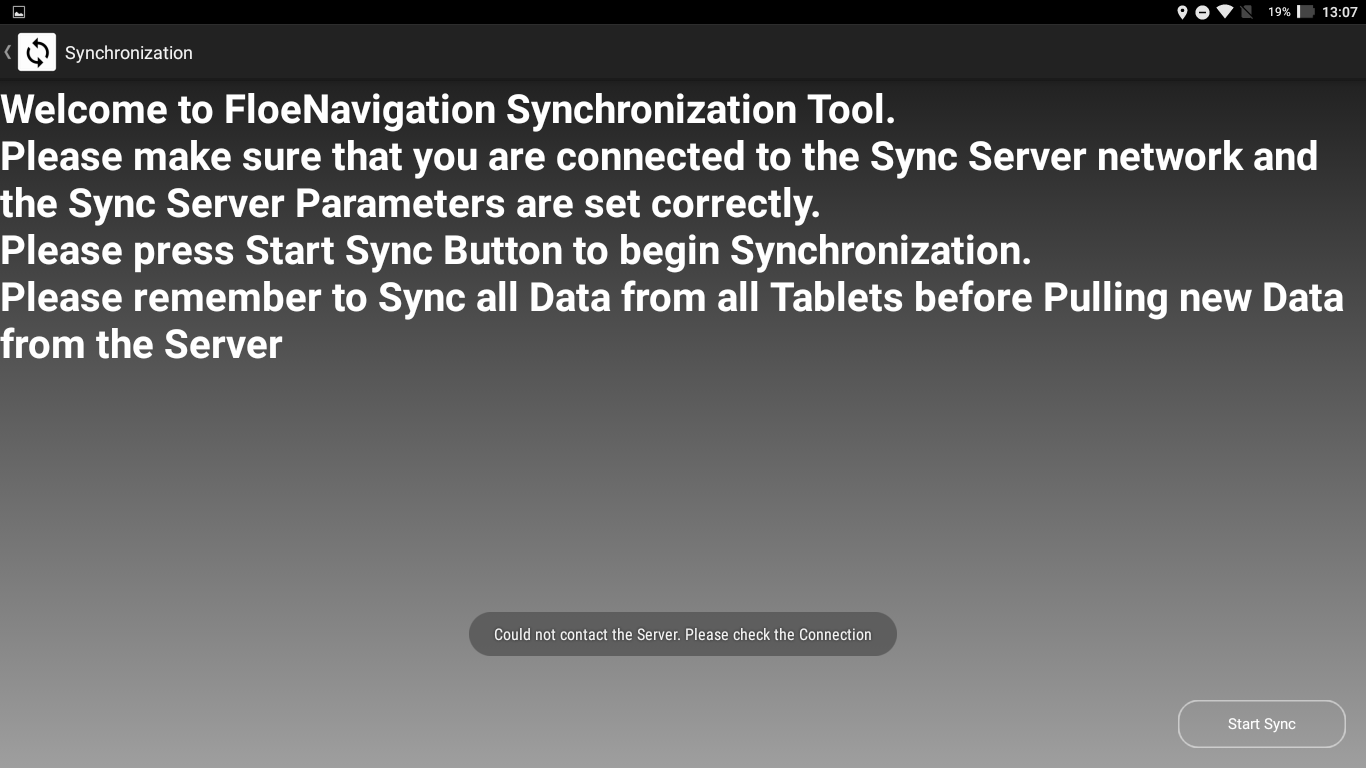 19% 13:07
Synchronization
Welcome to FloeNavigation Synchronization Tool.
Please make sure that you are connected to the Sync Server network and
the Sync Server Parameters are set correctly.
Please press Start Sync Button to begin Synchronization.
Please remember to Sync all Data from all Tablets before Pulling new Data
from the Server
Could not contact the Server. Please check the Connection
Start Sync